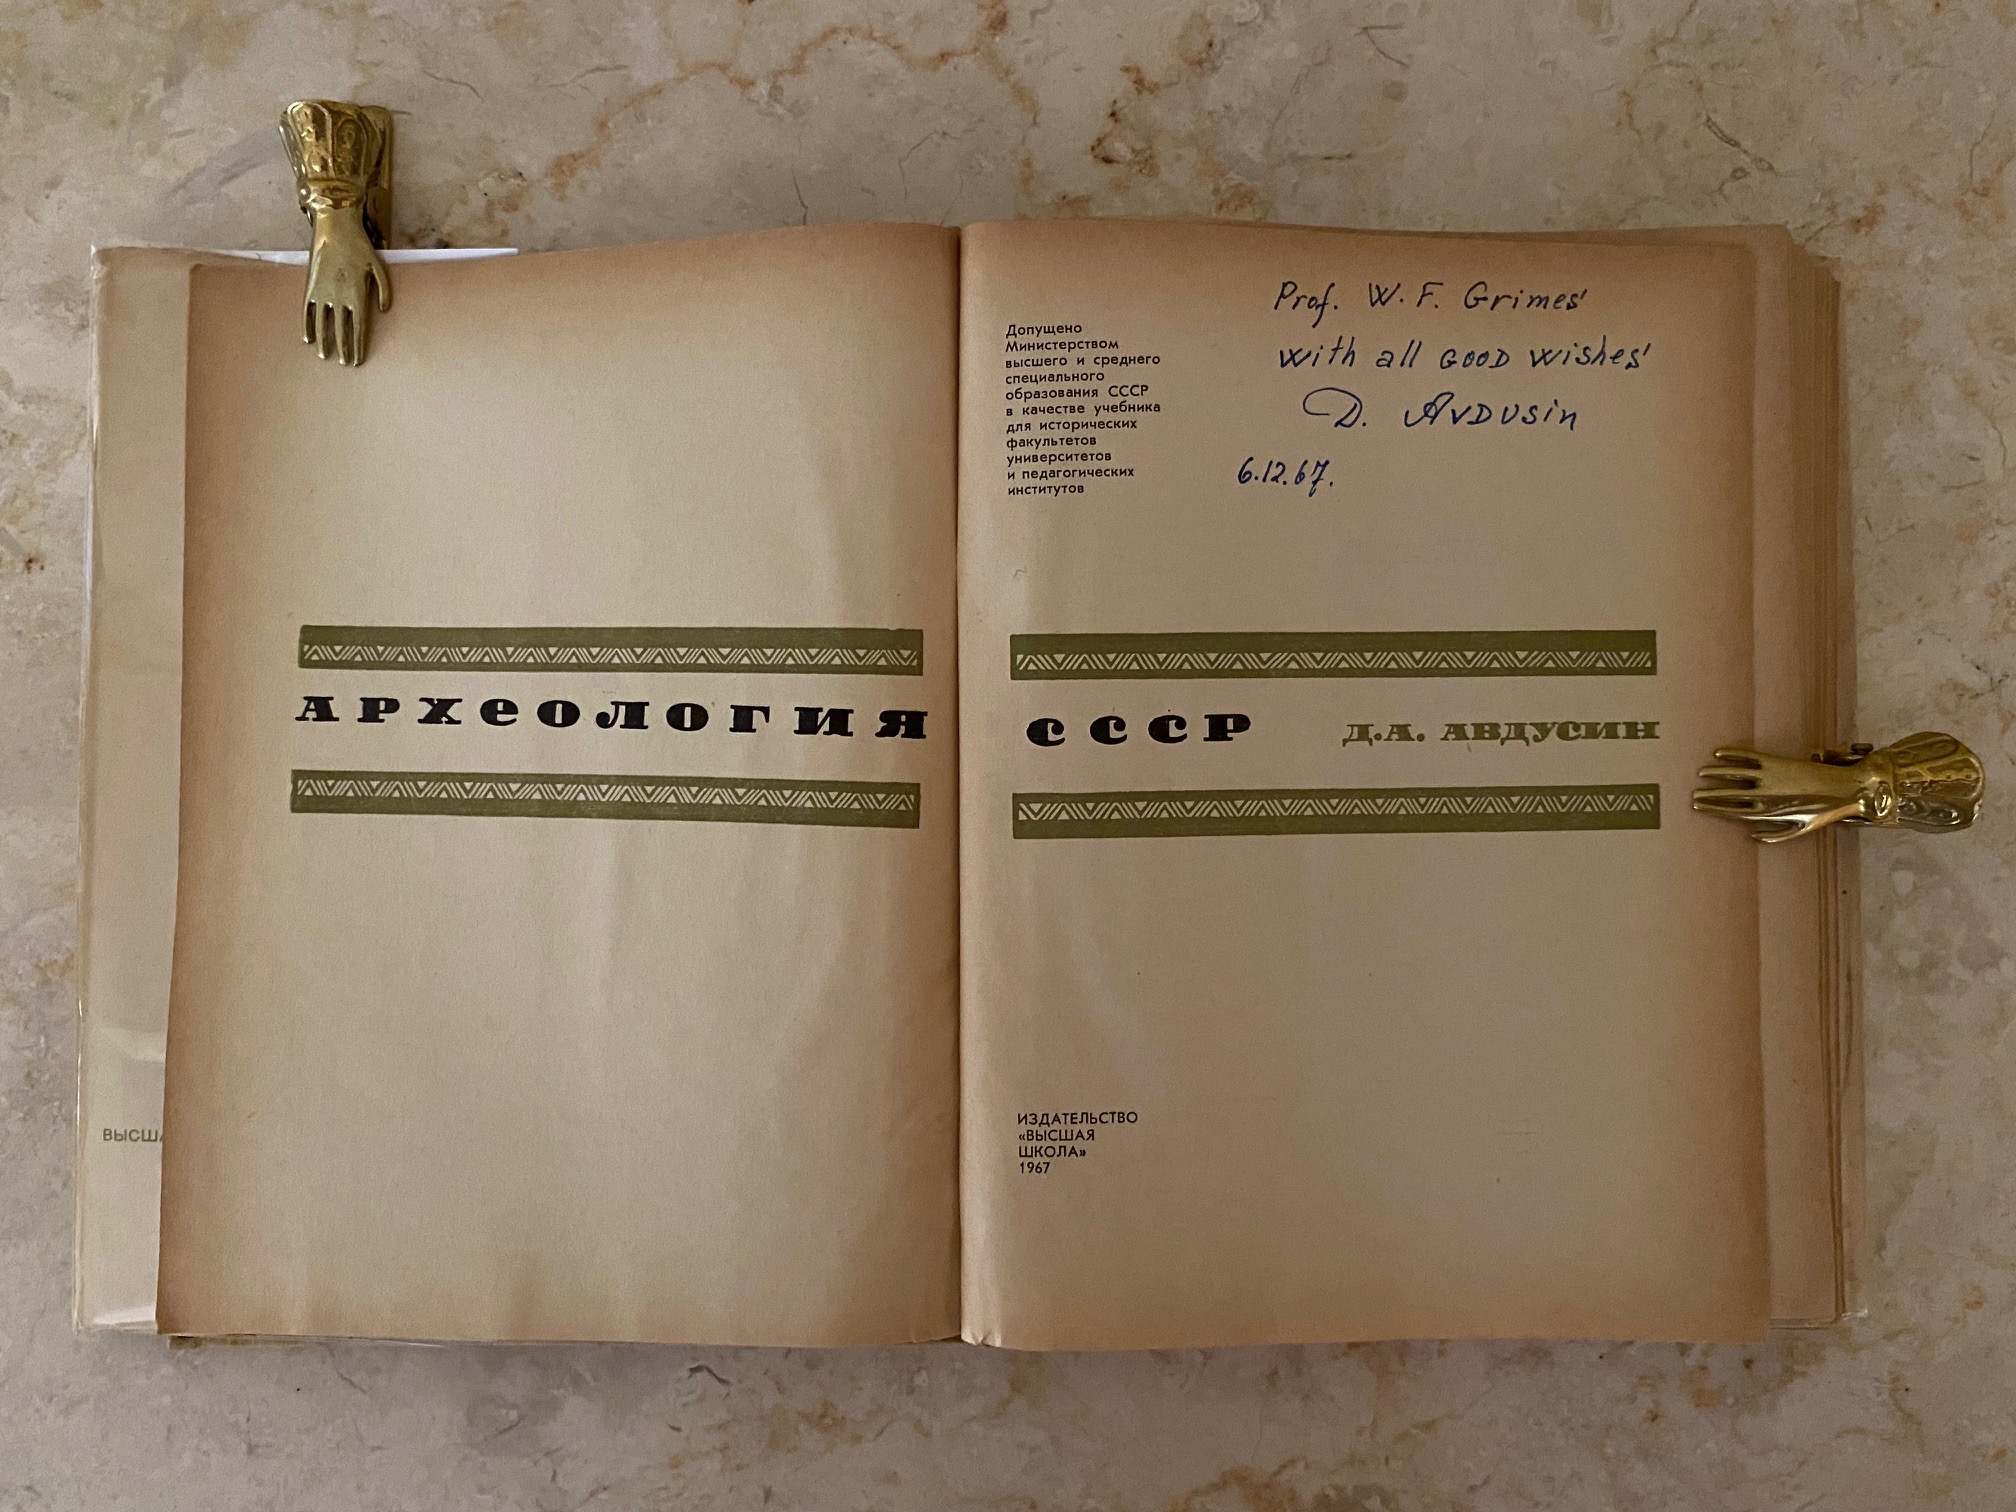 Prof. W. F. Grimes'
with all GOOD wishes'
D. AVDUSin
6.12.67.
Допущено
Министерством
высшего и среднего
специального
образования СССР
в качестве учебника
для исторических
факультетов
университетов
и педагогических
институтов
АРХЕОЛОГИЯ СССР Д.А. АВДУСИН
ВЫСША
ИЗДАТЕЛЬСТВО
«ВЫСШАЯ
ШКОЛА»
1967